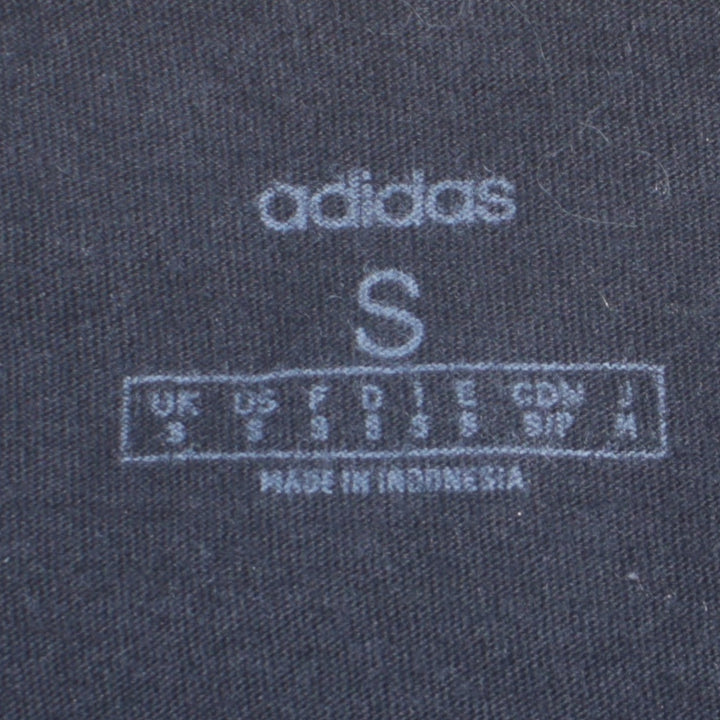 adidas
S
UK US F D I E CDN J
S S S S S S S/P M
MADE IN INDONESIA